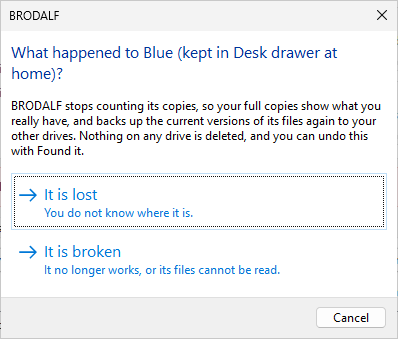 BRODALF
What happened to Blue (kept in Desk drawer at
home)?
BRODALF stops counting its copies, so your full copies show what you
really have, and backs up the current versions of its files again to your
other drives. Nothing on any drive is deleted, and you can undo this
with Found it.
It is lost
You do not know where it is.
It is broken
It no longer works, or its files cannot be read.
Cancel